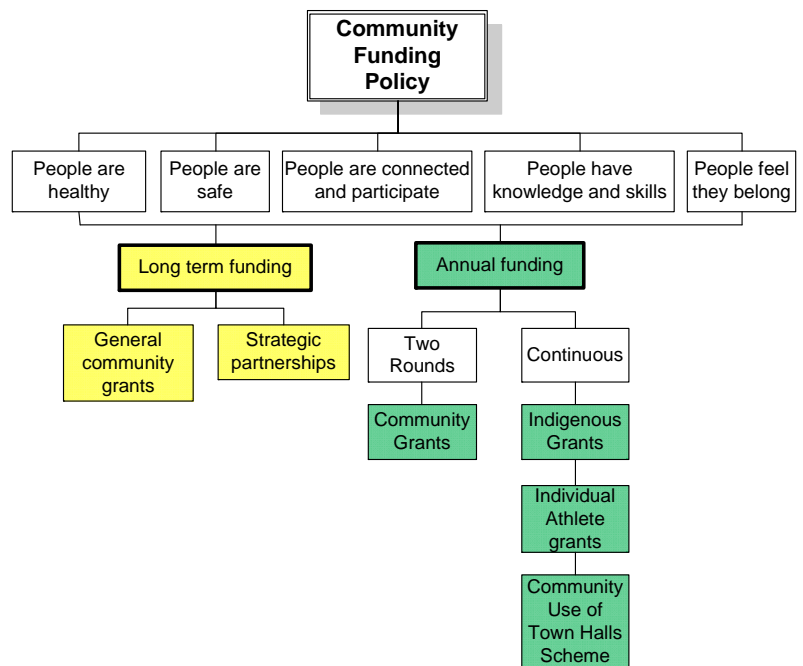 Community
Funding
Policy
People are
healthy
People are
safe
People are connected
and participate
People have
knowledge and skills
People feel
they belong
Long term funding
Annual funding
General
community
grants
Strategic
partnerships
Two
Rounds
Continuous
Community
Grants
Indigenous
Grants
Individual
Athlete
grants
Community
Use of
Town Halls
Scheme